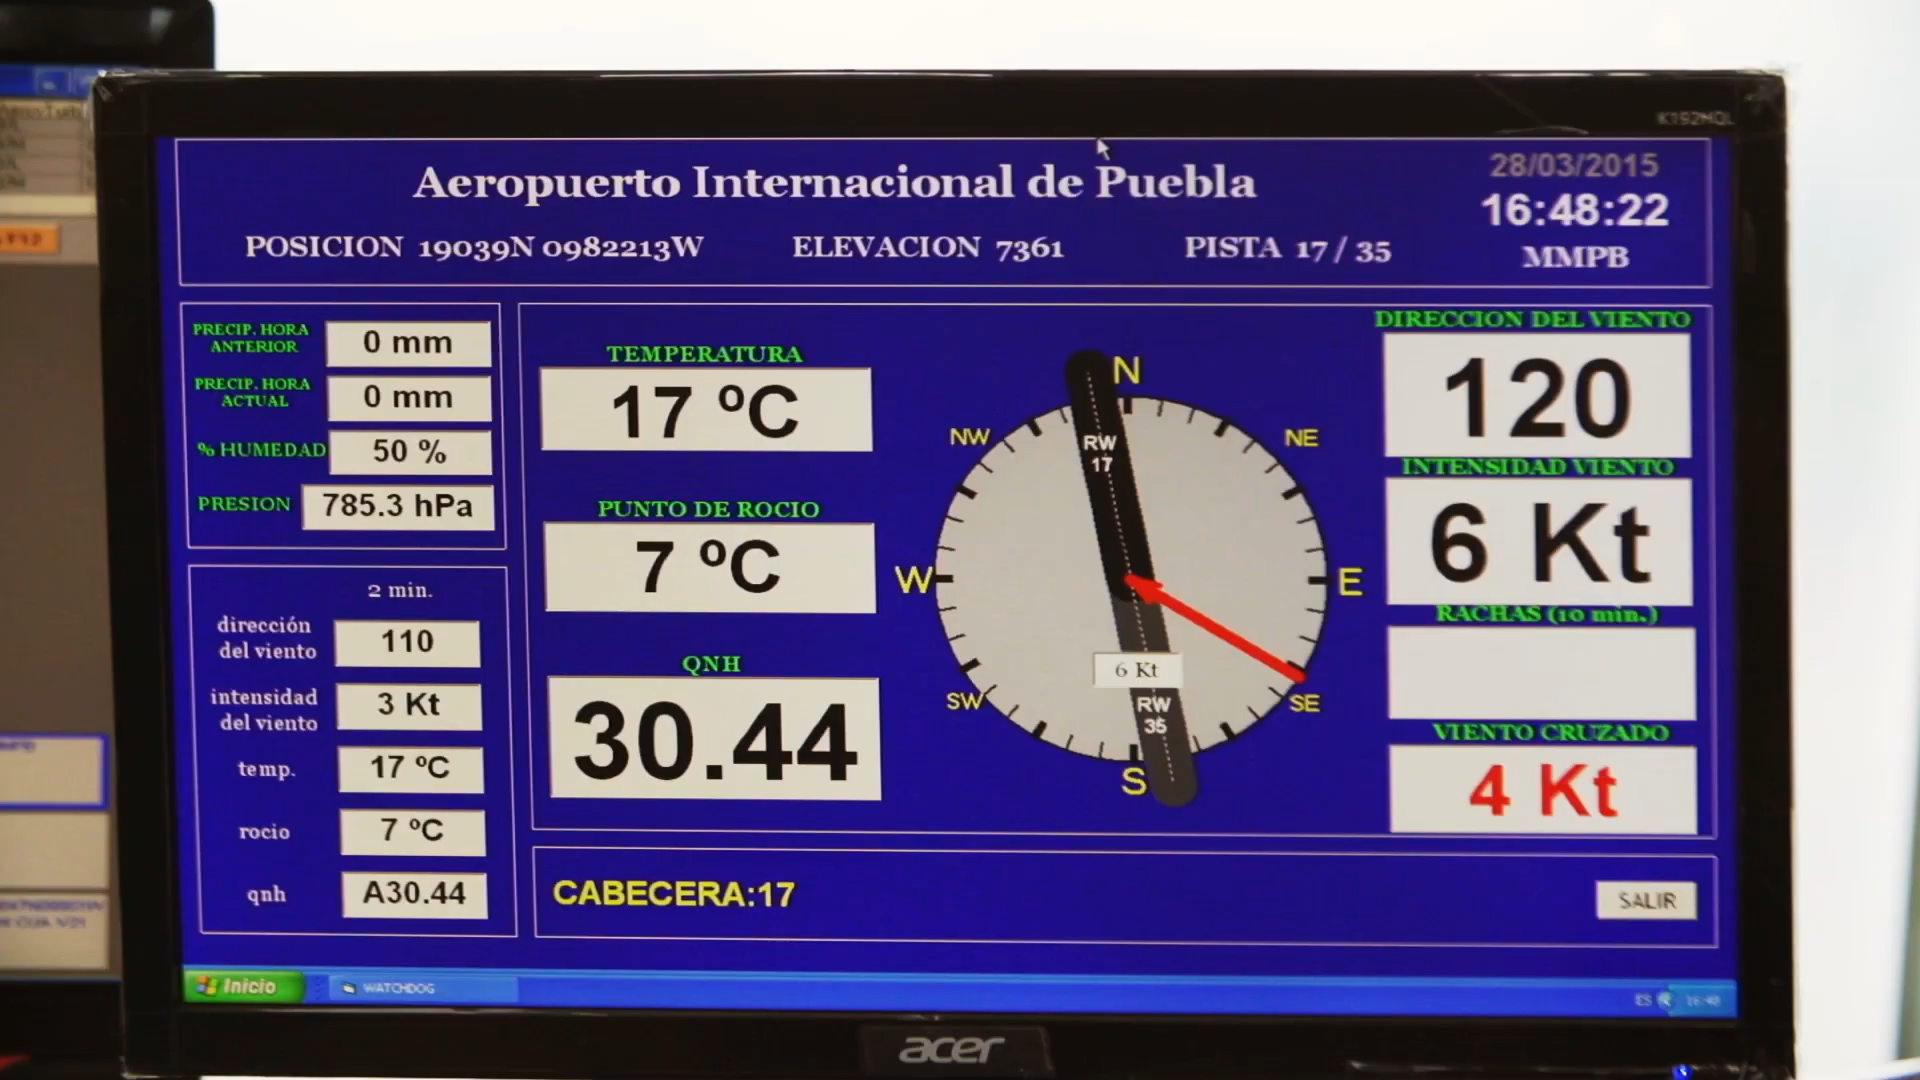 K192HQL
Aeropuerto Internacional de Puebla
28/03/2015
16:48:22
MMPB
POSICION 19039N 0982213W
ELEVACION 7361
PISTA 17 / 35
PRECIP. HORA ANTERIOR
0 mm
PRECIP. HORA ACTUAL
0 mm
% HUMEDAD
50 %
PRESION
785.3 hPa
2 min.
dirección del viento
110
intensidad del viento
3 Kt
temp.
17 ºC
rocio
7 ºC
qnh
A30.44
TEMPERATURA
17 ºC
PUNTO DE ROCIO
7 ºC
QNH
30.44
N
NW
NE
RW 17
W
E
6 Kt
SW
SE
RW 35
S
DIRECCION DEL VIENTO
120
INTENSIDAD VIENTO
6 Kt
RACHAS (10 min.)
VIENTO CRUZADO
4 Kt
CABECERA:17
SALIR
Inicio
WATCHDOG
ES
16:48
acer